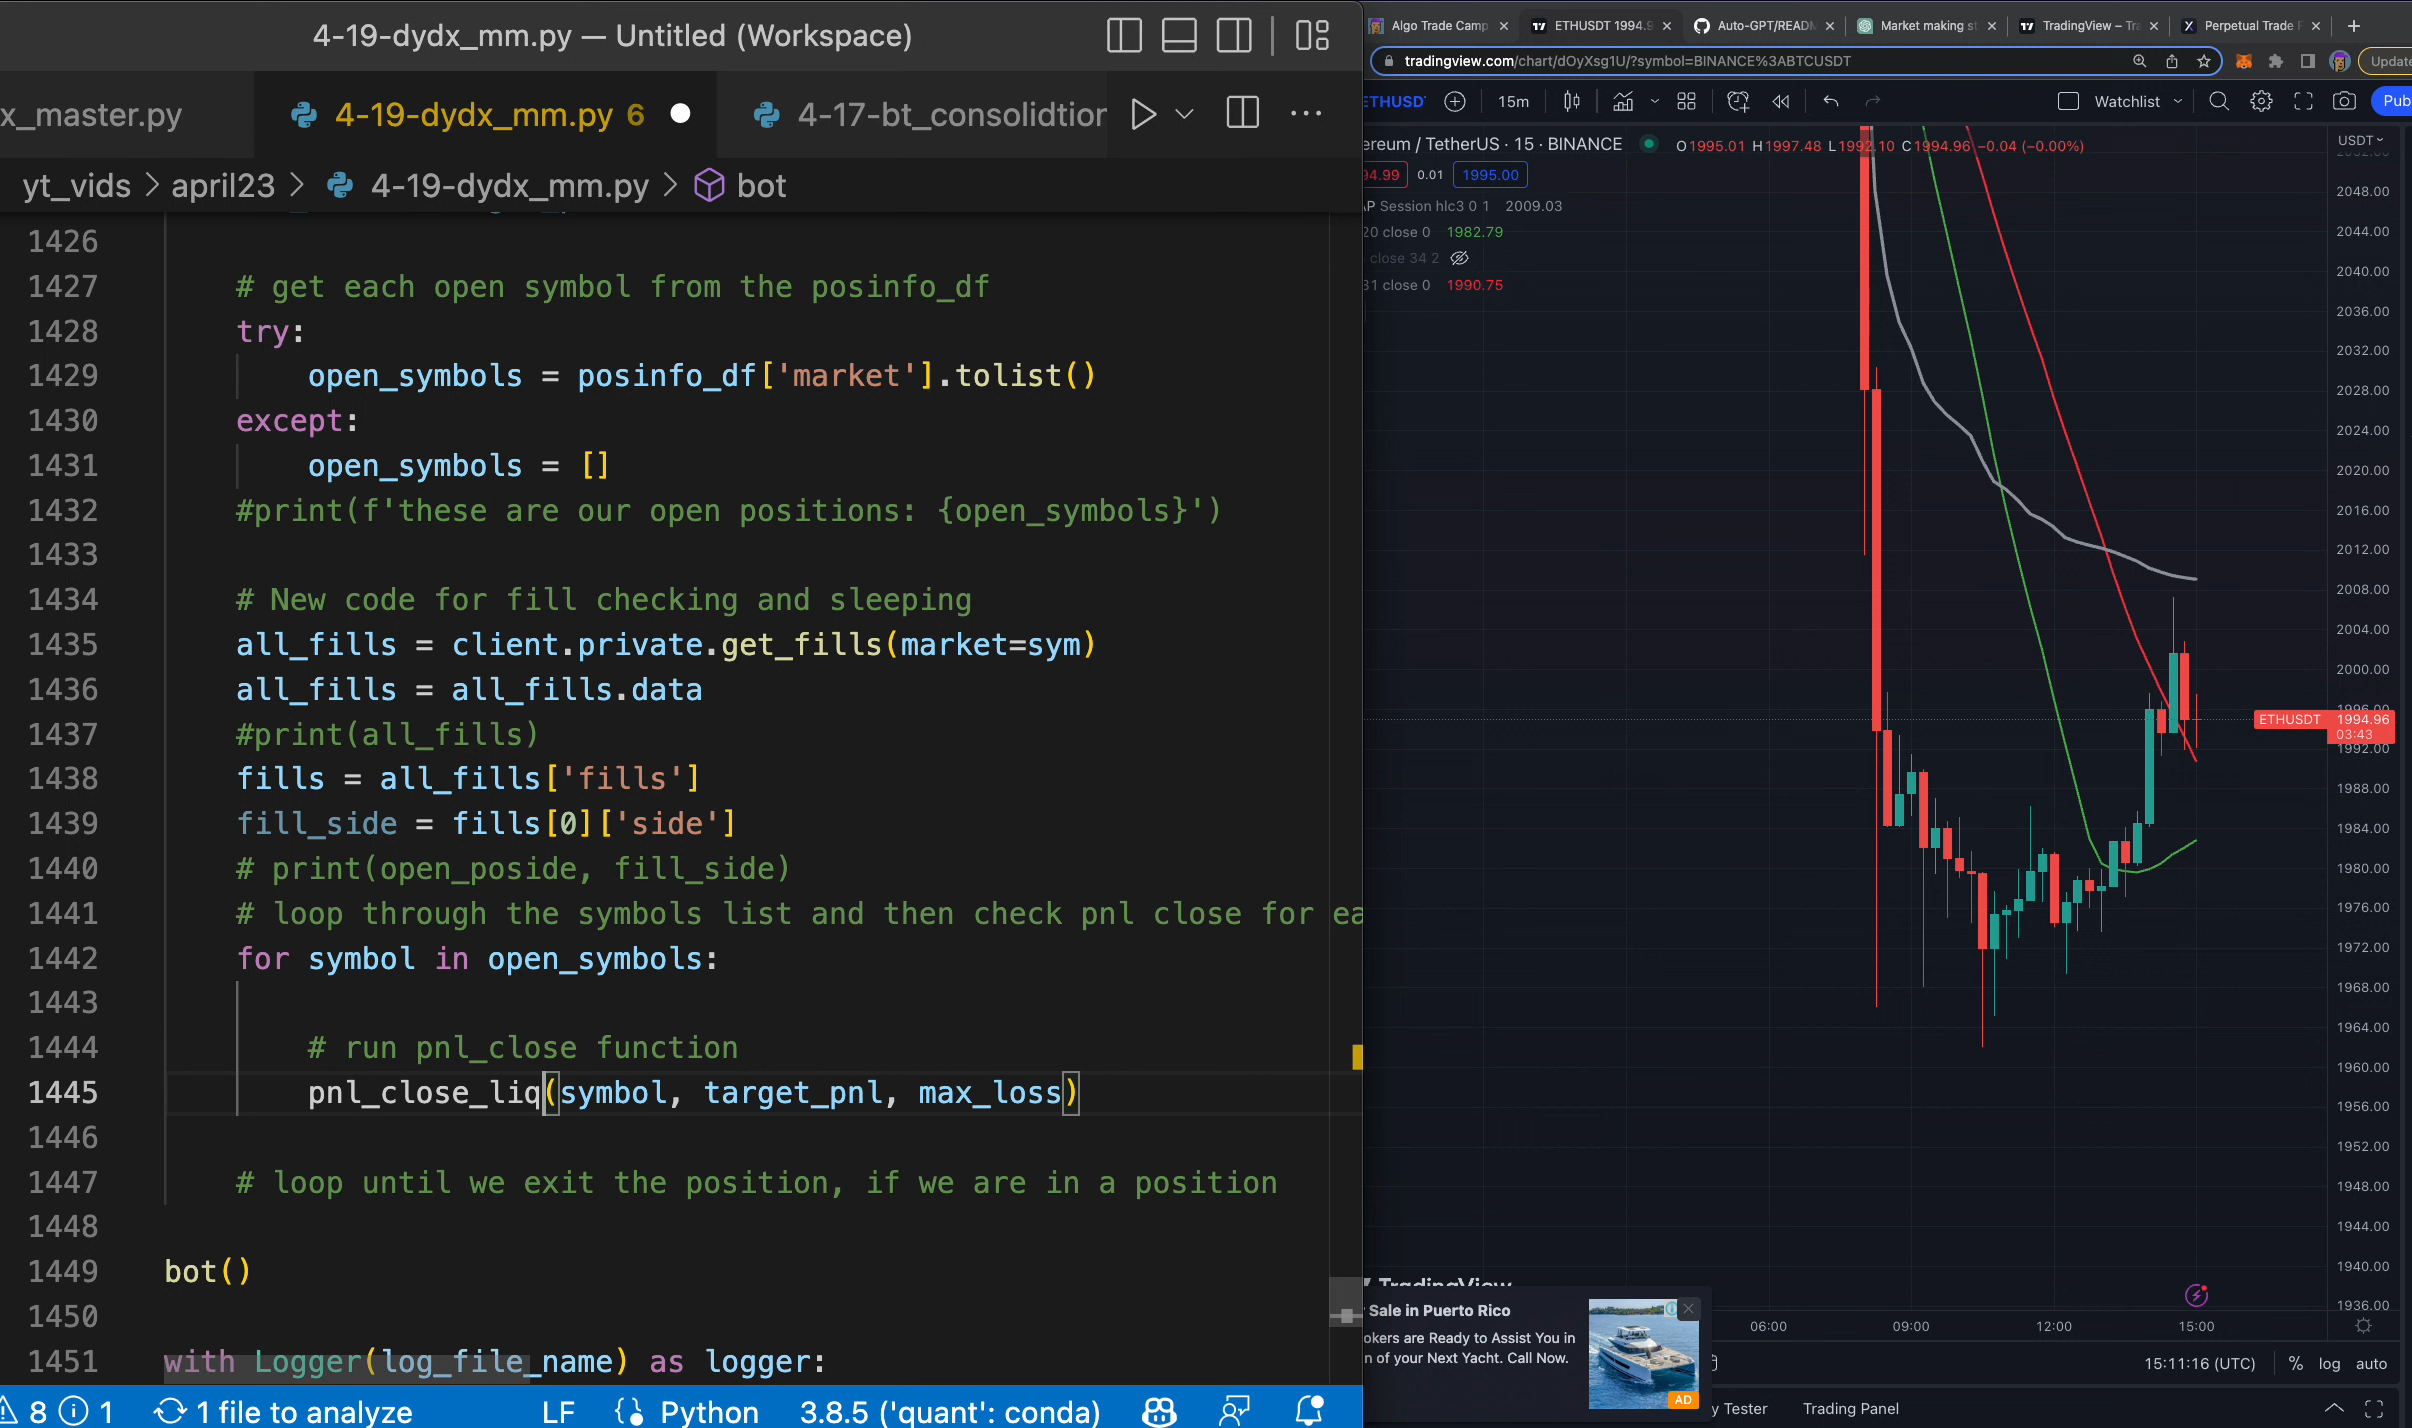 4-19-dydx_mm.py — Untitled (Workspace)
x_master.py
4-19-dydx_mm.py 6
4-17-bt_consolidtion
yt_vids > april23 > 4-19-dydx_mm.py > bot
1426
1427 # get each open symbol from the posinfo_df
1428 try:
1429 open_symbols = posinfo_df['market'].tolist()
1430 except:
1431 open_symbols = []
1432 #print(f'these are our open positions: {open_symbols}')
1433
1434 # New code for fill checking and sleeping
1435 all_fills = client.private.get_fills(market=sym)
1436 all_fills = all_fills.data
1437 #print(all_fills)
1438 fills = all_fills['fills']
1439 fill_side = fills[0]['side']
1440 # print(open_poside, fill_side)
1441 # loop through the symbols list and then check pnl close for ea
1442 for symbol in open_symbols:
1443
1444 # run pnl_close function
1445 pnl_close_liq(symbol, target_pnl, max_loss)
1446
1447 # loop until we exit the position, if we are in a position
1448
1449 bot()
1450
1451 with Logger(log_file_name) as logger:
8 1 1 file to analyze LF Python 3.8.5 ('quant': conda)
Algo Trade Camp
ETHUSDT 1994.9
Auto-GPT/READM
Market making st
TradingView – Tra
Perpetual Trade
tradingview.com/chart/dOyXsg1U/?symbol=BINANCE%3ABTCUSDT
Update
ETHUSD 15m Watchlist Pub
ereum / TetherUS · 15 · BINANCE O1995.01 H1997.48 L1992.10 C1994.96 −0.04 (−0.00%)
94.99 0.01 1995.00
AP Session hlc3 0 1 2009.03
20 close 0 1982.79
close 34 2
31 close 0 1990.75
USDT
2048.00
2044.00
2040.00
2036.00
2032.00
2028.00
2024.00
2020.00
2016.00
2012.00
2008.00
2004.00
2000.00
1996.00
ETHUSDT 1994.96
03:43
1992.00
1988.00
1984.00
1980.00
1976.00
1972.00
1968.00
1964.00
1960.00
1956.00
1952.00
1948.00
1944.00
1940.00
1936.00
TradingView
Sale in Puerto Rico
okers are Ready to Assist You in
n of your Next Yacht. Call Now.
AD
06:00 09:00 12:00 15:00
15:11:16 (UTC) % log auto
y Tester Trading Panel